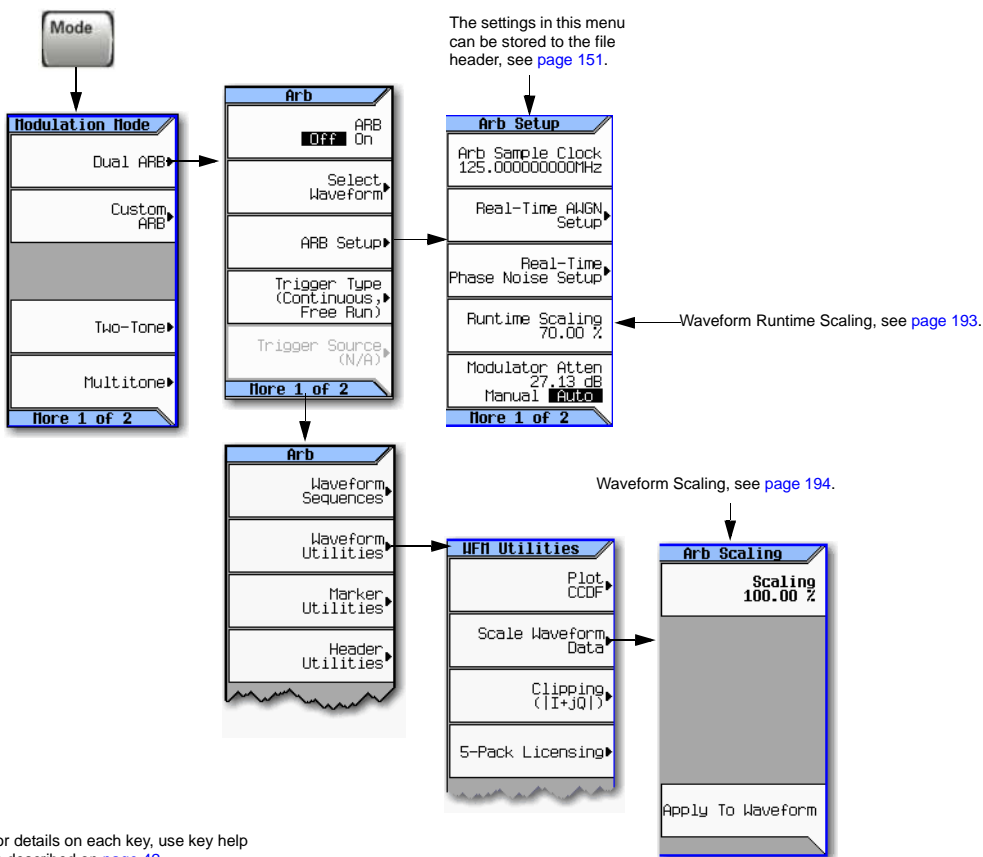 Mode
The settings in this menu
can be stored to the file
header, see page 151.
Modulation Mode
Dual ARB
Custom
ARB
Two-Tone
Multitone
More 1 of 2
Arb
ARB
Off On
Select
Waveform
ARB Setup
Trigger Type
(Continuous,
Free Run)
Trigger Source
(N/A)
More 1 of 2
Arb Setup
Arb Sample Clock
125.000000000MHz
Real-Time AWGN
Setup
Real-Time
Phase Noise Setup
Runtime Scaling
70.00 %
Modulator Atten
27.13 dB
Manual Auto
More 1 of 2
Waveform Runtime Scaling, see page 193.
Arb
Waveform
Sequences
Waveform
Utilities
Marker
Utilities
Header
Utilities
WFM Utilities
Plot
CCDF
Scale Waveform
Data
Clipping
(|I+jQ|)
5-Pack Licensing
Waveform Scaling, see page 194.
Arb Scaling
Scaling
100.00 %
Apply To Waveform
or details on each key, use key help
described on page 42